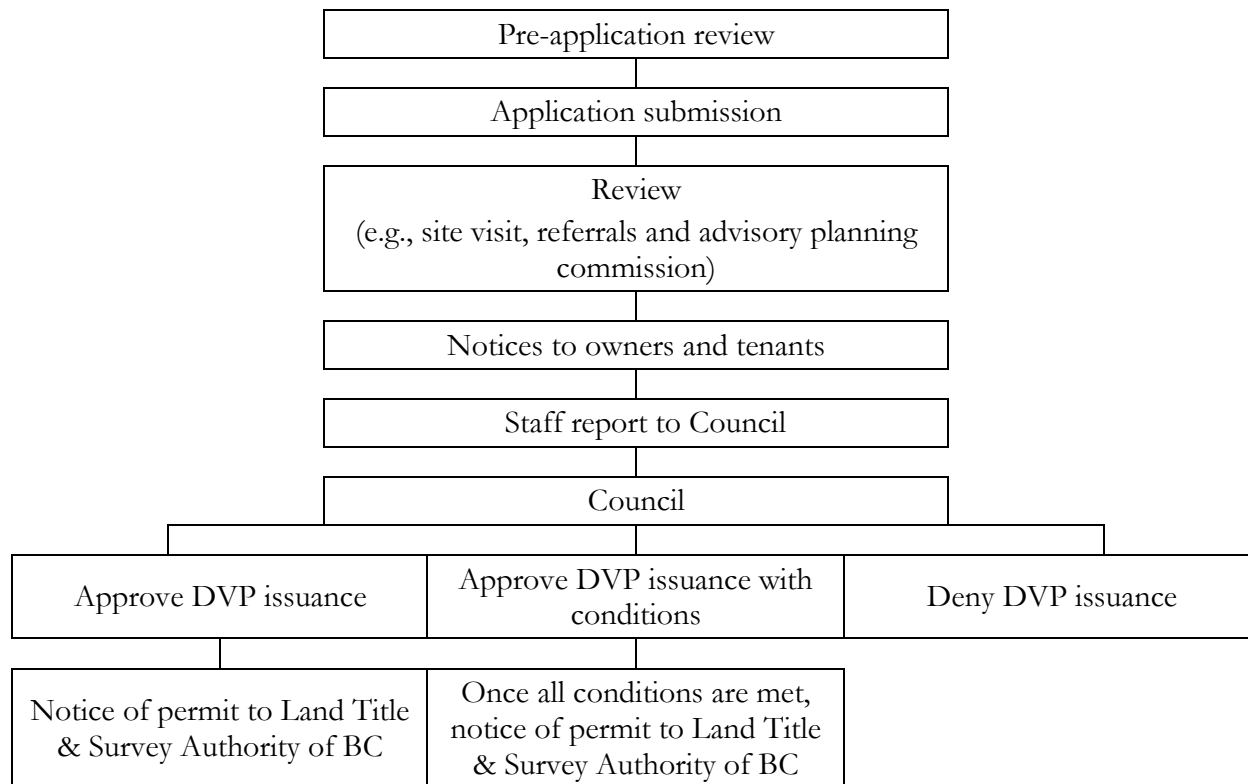 Pre-application review
Application submission
Review
(e.g., site visit, referrals and advisory planning
commission)
Notices to owners and tenants
Staff report to Council
Council
Approve DVP issuance
Approve DVP issuance with
conditions
Deny DVP issuance
Notice of permit to Land Title
& Survey Authority of BC
Once all conditions are met,
notice of permit to Land Title
& Survey Authority of BC